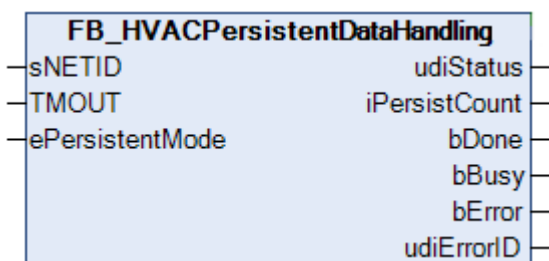 FB_HVACPersistentDataHandling
sNETID udiStatus
TMOUT iPersistCount
ePersistentMode bDone
bBusy
bError
udiErrorID